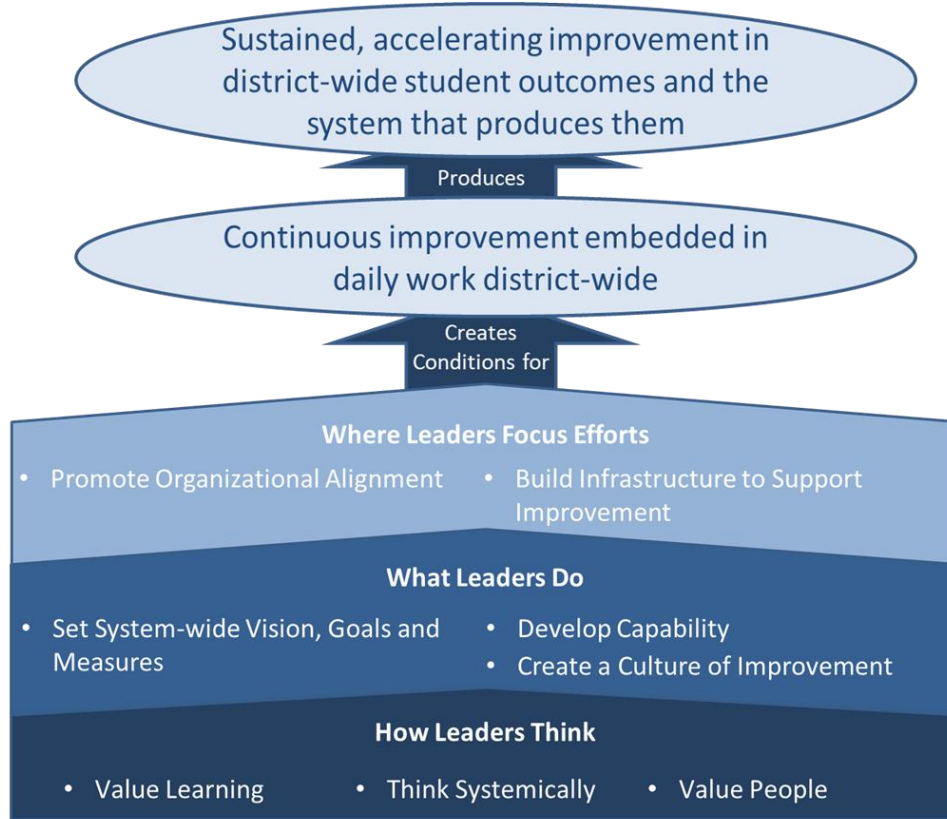 Sustained, accelerating improvement in
district-wide student outcomes and the
system that produces them
Produces
Continuous improvement embedded in
daily work district-wide
Creates
Conditions for
Where Leaders Focus Efforts
• Promote Organizational Alignment
• Build Infrastructure to Support
Improvement
What Leaders Do
• Set System-wide Vision, Goals and
Measures
• Develop Capability
• Create a Culture of Improvement
How Leaders Think
• Value Learning
• Think Systemically
• Value People